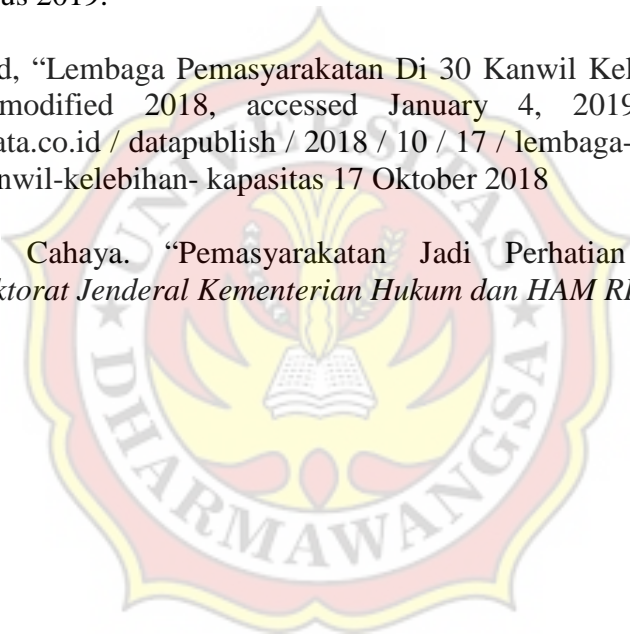 us 2019.
d, “Lembaga Pemasyarakatan Di 30 Kanwil Kel
modified 2018, accessed January 4, 2019
ata.co.id / datapublish / 2018 / 10 / 17 / lembaga-
nwil-kelebihan- kapasitas 17 Oktober 2018
Cahaya. “Pemasyarakatan Jadi Perhatian
ktorat Jenderal Kementerian Hukum dan HAM RI
UNIVERSITAS
DHARMAWANGSA